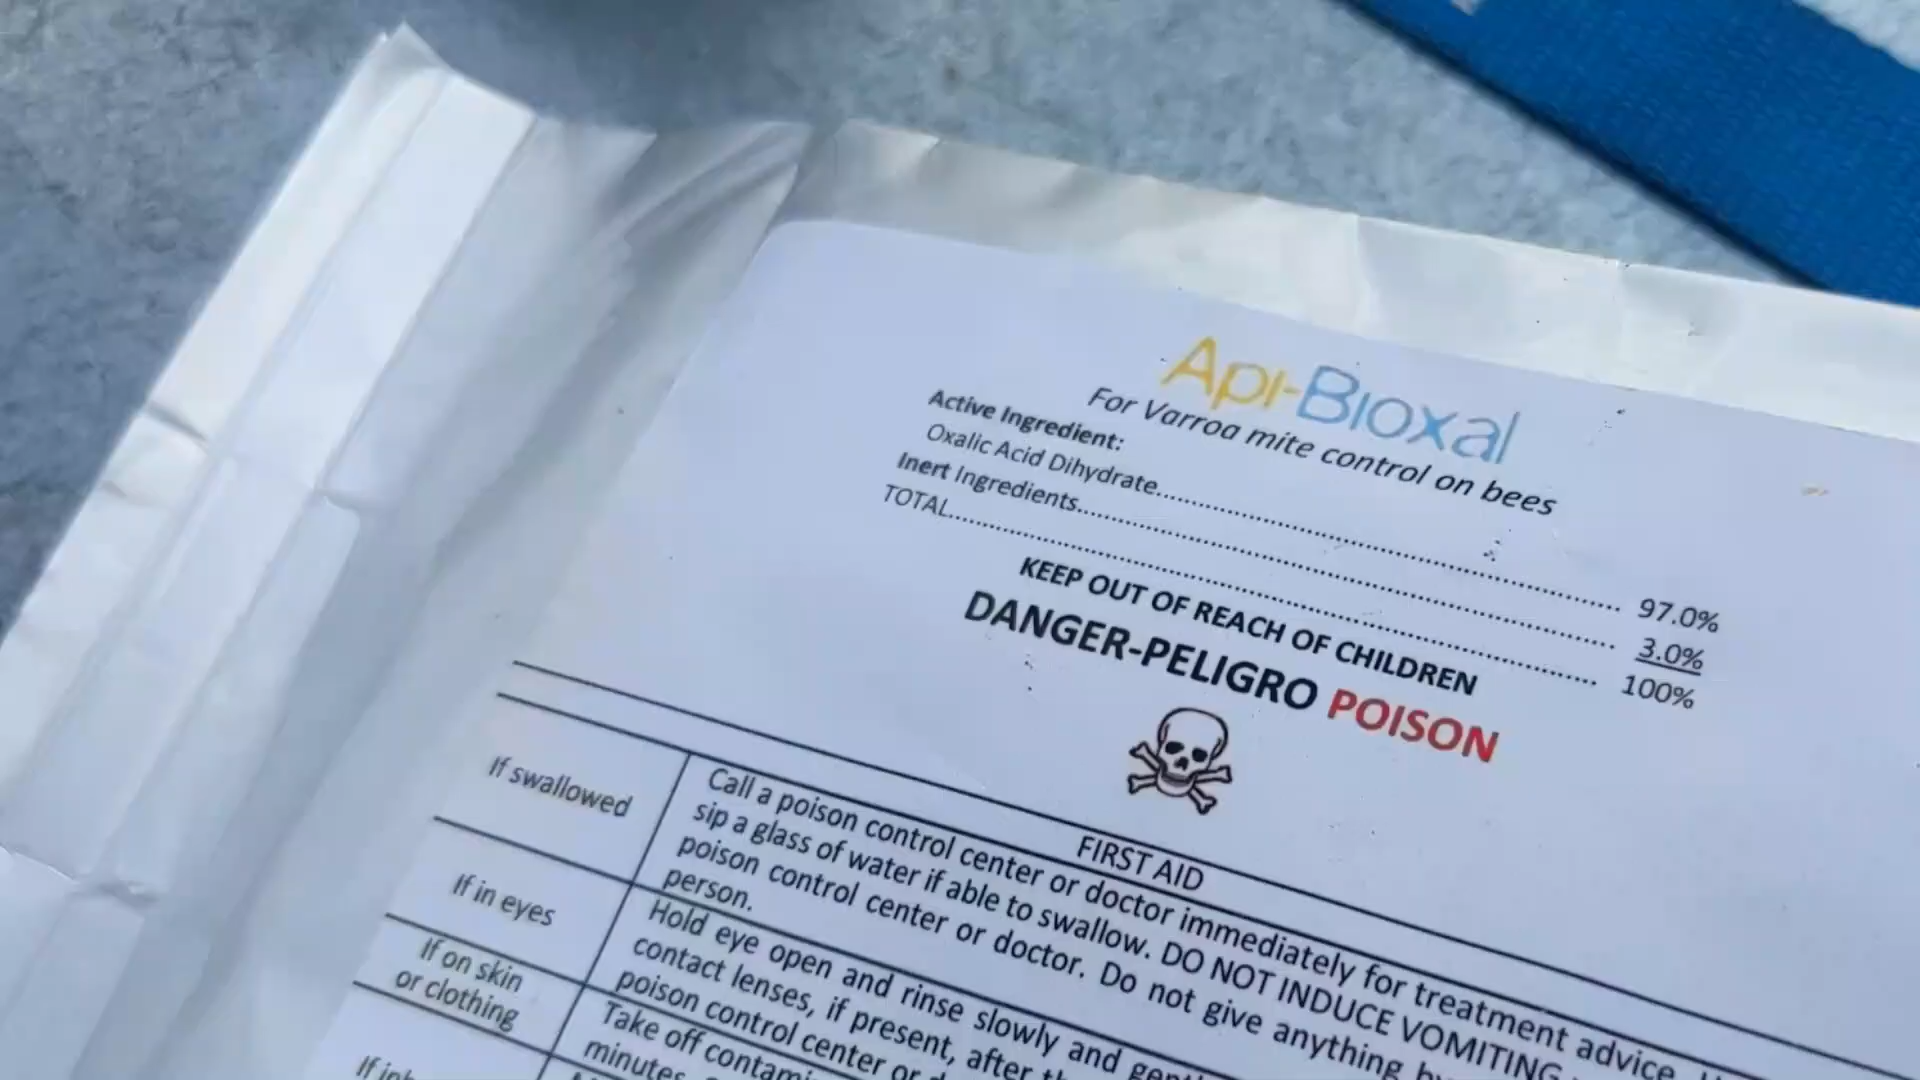 Api-Bioxal
For Varroa mite control on bees
Active Ingredient:
Oxalic Acid Dihydrate.......... 97.0%
Inert Ingredients.......... 3.0%
TOTAL.......... 100%
KEEP OUT OF REACH OF CHILDREN
DANGER-PELIGRO POISON
FIRST AID
If swallowed
Call a poison control center or doctor immediately for treatment advice.
sip a glass of water if able to swallow. DO NOT INDUCE VOMITING
poison control center or doctor. Do not give anything by
person.
If in eyes
Hold eye open and rinse slowly and
contact lenses, if present, after
poison control center or
If on skin
or clothing
Take off
minutes
If